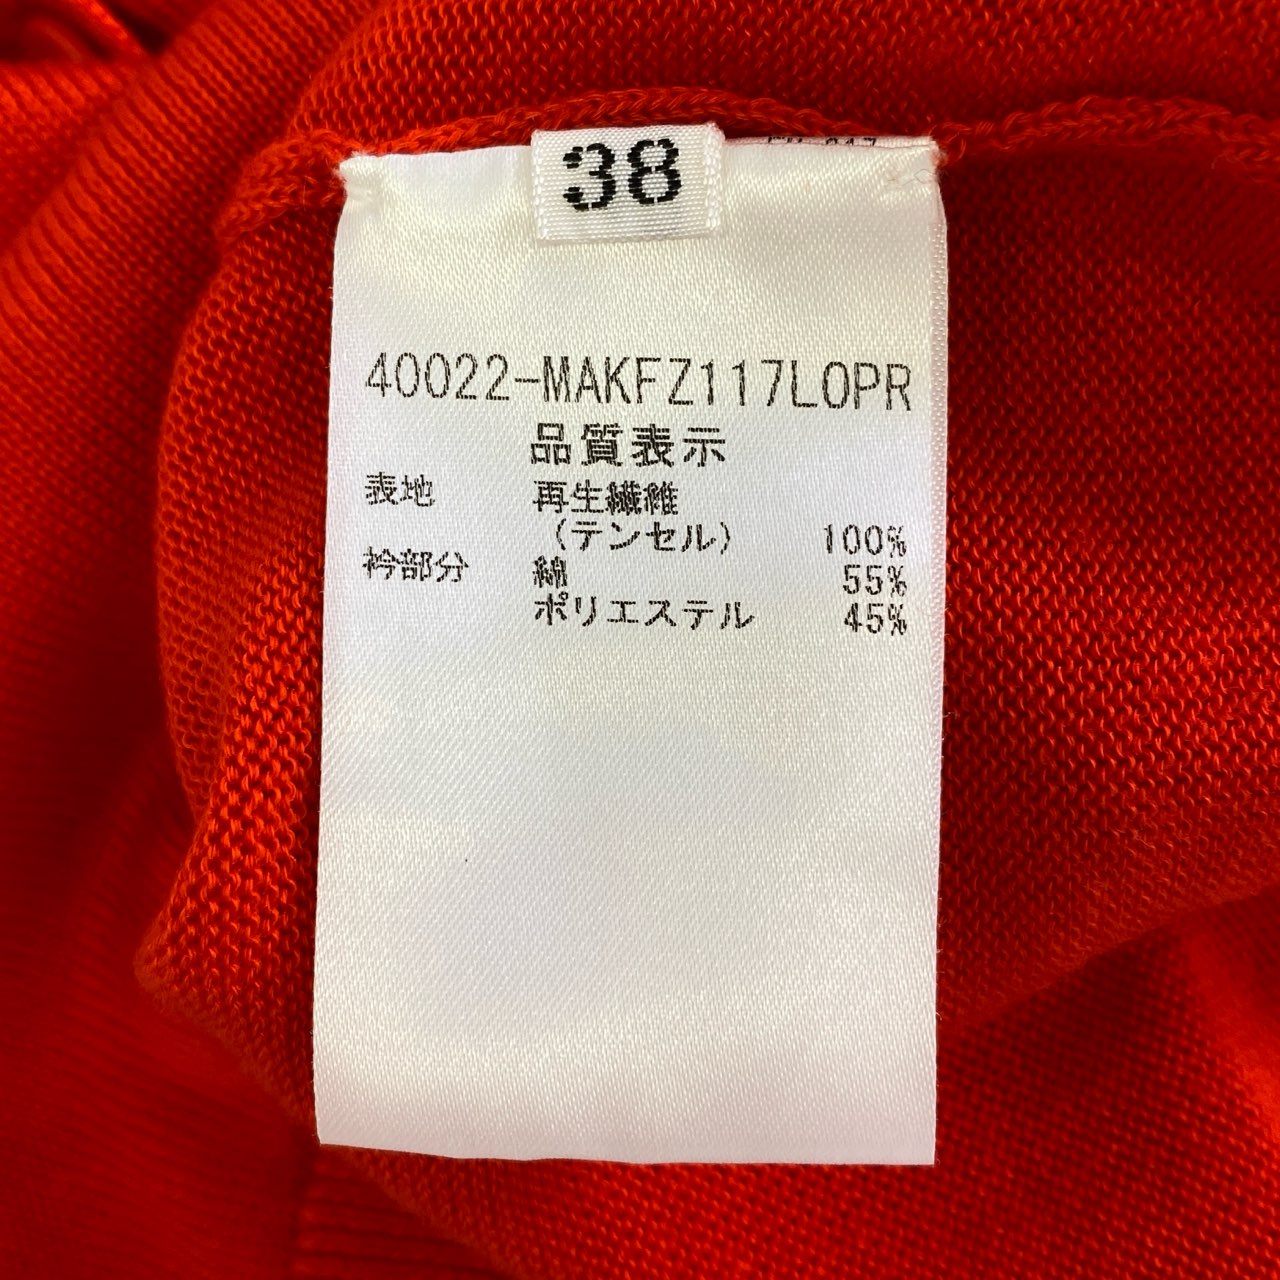 38
40022-MAKFZ117LOPR
品質表示
表地 再生繊維
(テンセル) 100%
衿部分 綿 55%
ポリエステル 45%